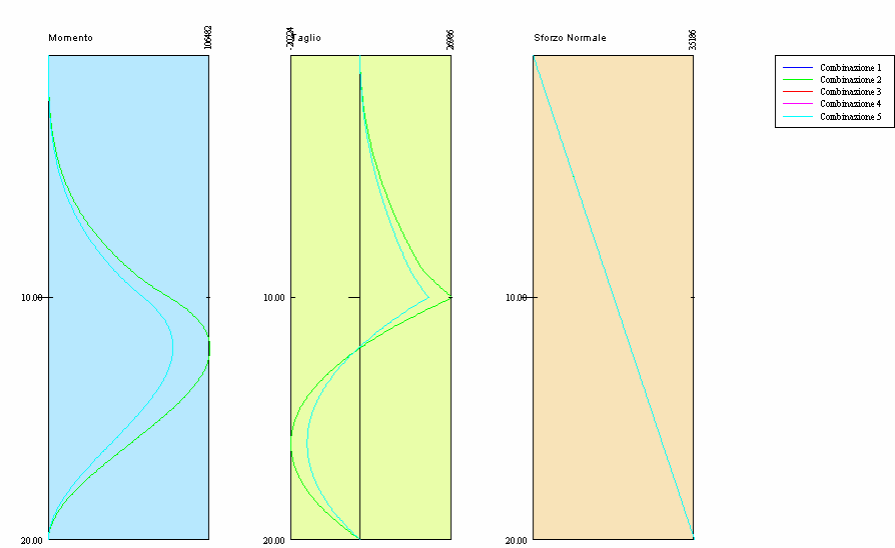 Momento
106482
-20224
Taglio
26986
Sforzo Normale
35186
Combinazione 1
Combinazione 2
Combinazione 3
Combinazione 4
Combinazione 5
10.00
10.00
10.00
20.00
20.00
20.00